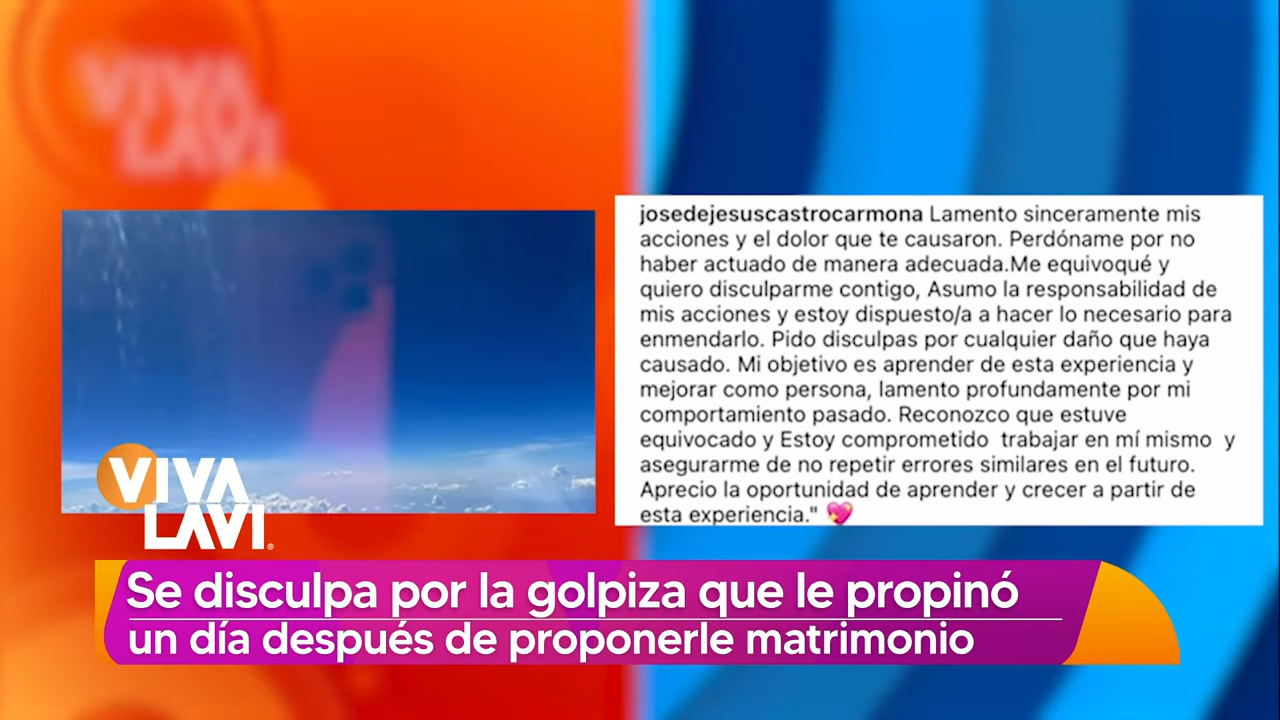 VIVA
LAVI
josedejesuscastrocarmona Lamento sinceramente mis
acciones y el dolor que te causaron. Perdóname por no
haber actuado de manera adecuada.Me equivoqué y
quiero disculparme contigo, Asumo la responsabilidad de
mis acciones y estoy dispuesto/a a hacer lo necesario para
enmendarlo. Pido disculpas por cualquier daño que haya
causado. Mi objetivo es aprender de esta experiencia y
mejorar como persona, lamento profundamente por mi
comportamiento pasado. Reconozco que estuve
equivocado y Estoy comprometido  trabajar en mí mismo  y
asegurarme de no repetir errores similares en el futuro.
Aprecio la oportunidad de aprender y crecer a partir de
esta experiencia." 💖
VIVA
LAVI®
Se disculpa por la golpiza que le propinó
un día después de proponerle matrimonio